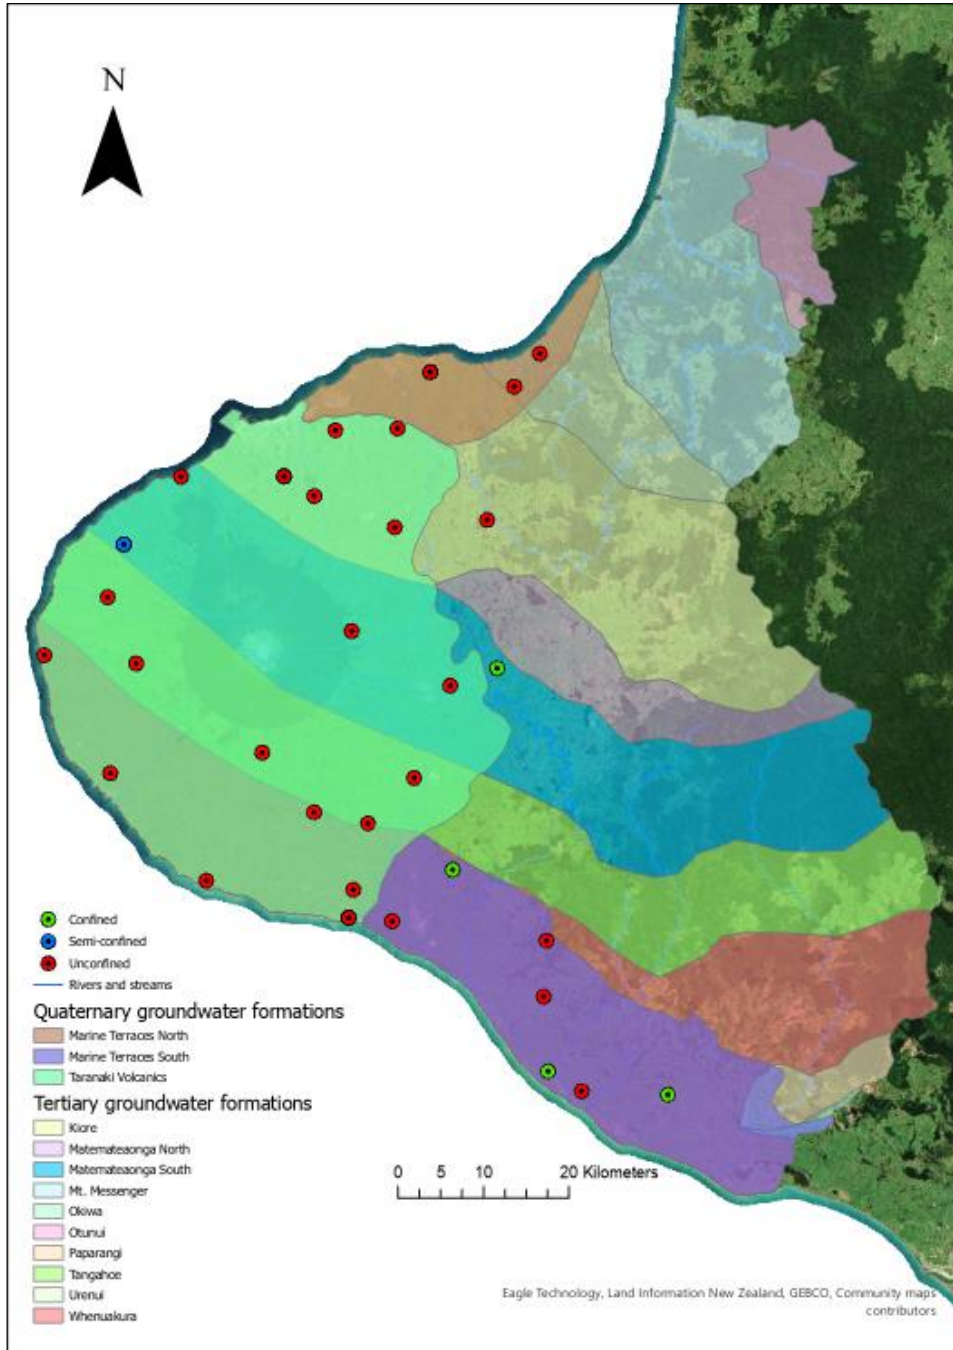 N
Confined
Semi-confined
Unconfined
Rivers and streams
Quaternary groundwater formations
Marine Terraces North
Marine Terraces South
Taranaki Volcanics
Tertiary groundwater formations
Kiore
Matemateaonga North
Matemateaonga South
Mt. Messenger
Okiwa
Otunui
Paparangi
Tangahoe
Urenui
Whenuakura
0 5 10 20 Kilometers
Eagle Technology, Land Information New Zealand, GEBCO, Community maps
contributors